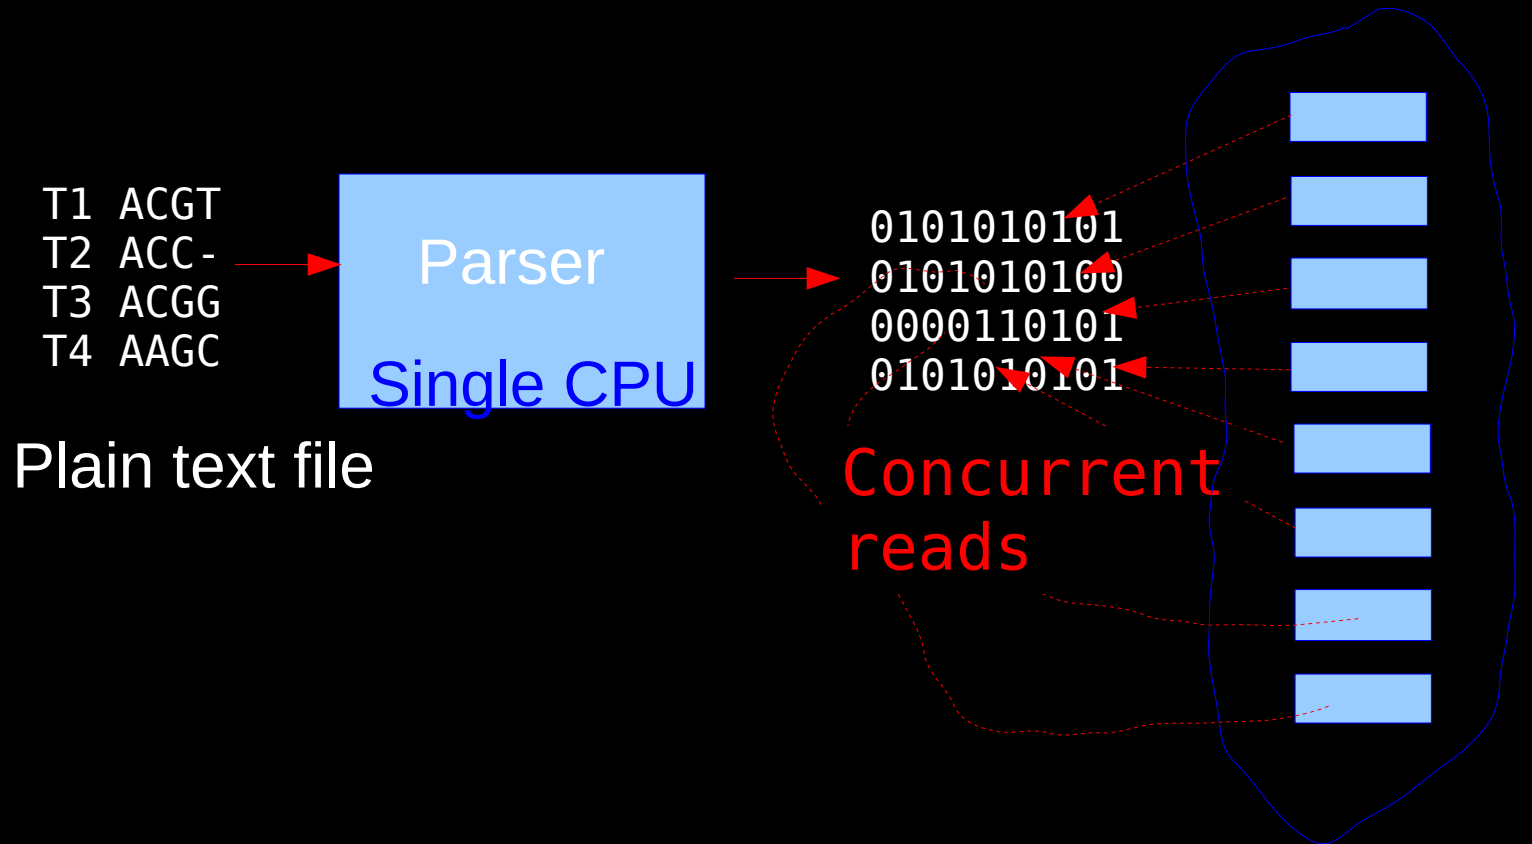 T1 ACGT
T2 ACC-
T3 ACGG
T4 AAGC
Plain text file
Parser
Single CPU
0101010101
0101010100
0000110101
0101010101
Concurrent
reads